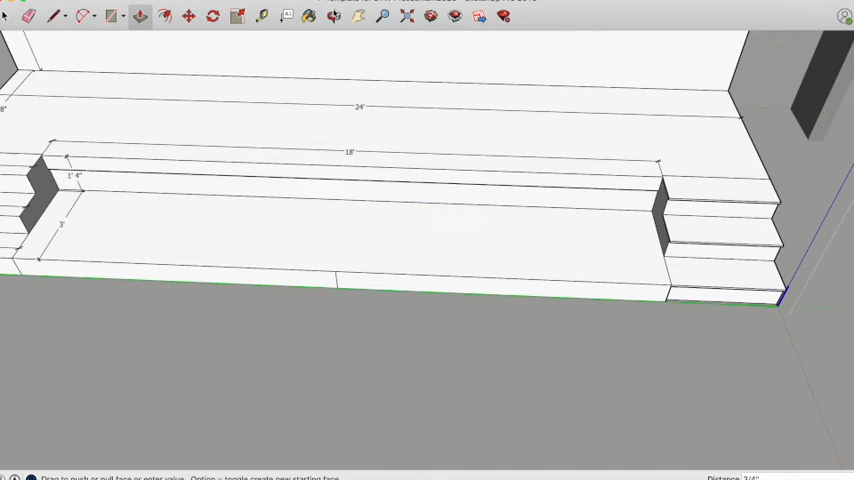 8"
24'
18'
1' 4"
3'
A1
Drag to push or pull face or enter value. Option = toggle create new starting face.
Distance 3/4"